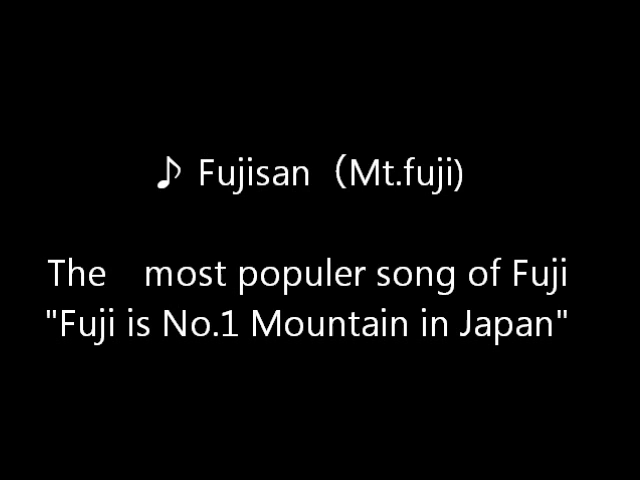 ♪ Fujisan（Mt.fuji)
The　most populer song of Fuji
"Fuji is No.1 Mountain in Japan"